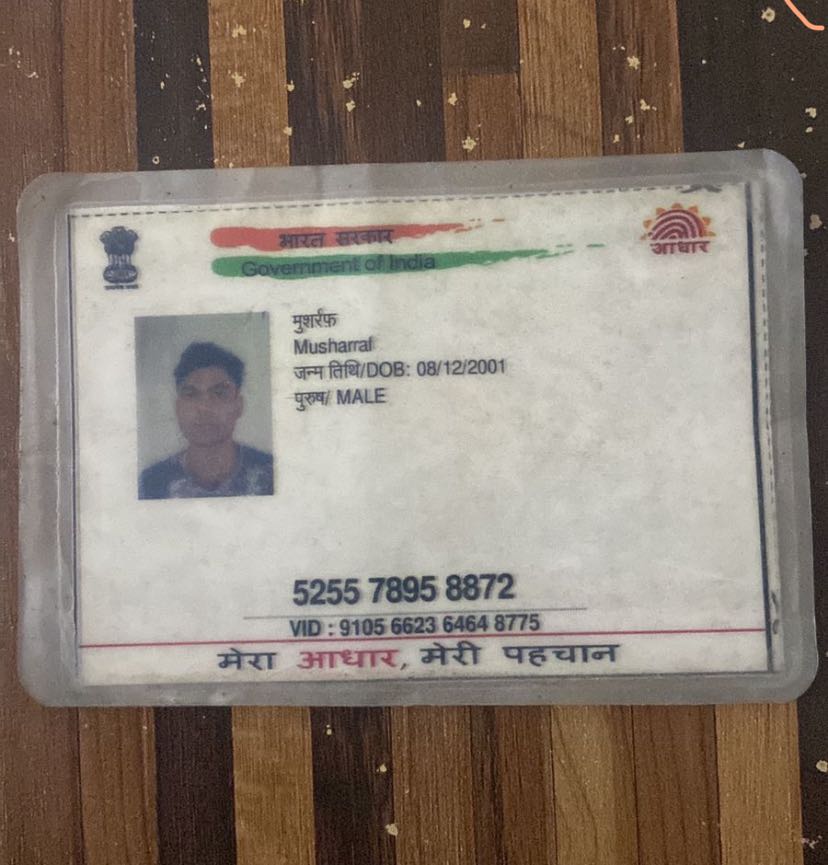 भारत सरकार
Government of India
आधार
मुशर्रफ़
Musharraf
जन्म तिथि/DOB: 08/12/2001
पुरुष/ MALE
5255 7895 8872
VID : 9105 6623 6464 8775
मेरा आधार, मेरी पहचान